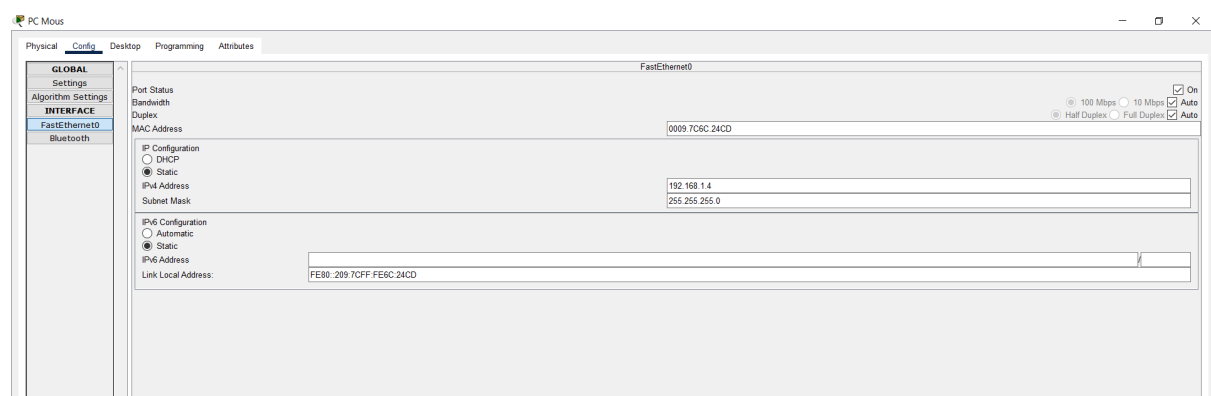 PC Mous
Physical Config Desktop Programming Attributes
GLOBAL
Settings
Algorithm Settings
INTERFACE
FastEthernet0
Bluetooth
FastEthernet0
Port Status On
Bandwidth 100 Mbps 10 Mbps Auto
Duplex Half Duplex Full Duplex Auto
MAC Address 0009.7C6C.24CD
IP Configuration
DHCP
Static
IPv4 Address 192.168.1.4
Subnet Mask 255.255.255.0
IPv6 Configuration
Automatic
Static
IPv6 Address /
Link Local Address: FE80::209:7CFF:FE6C:24CD